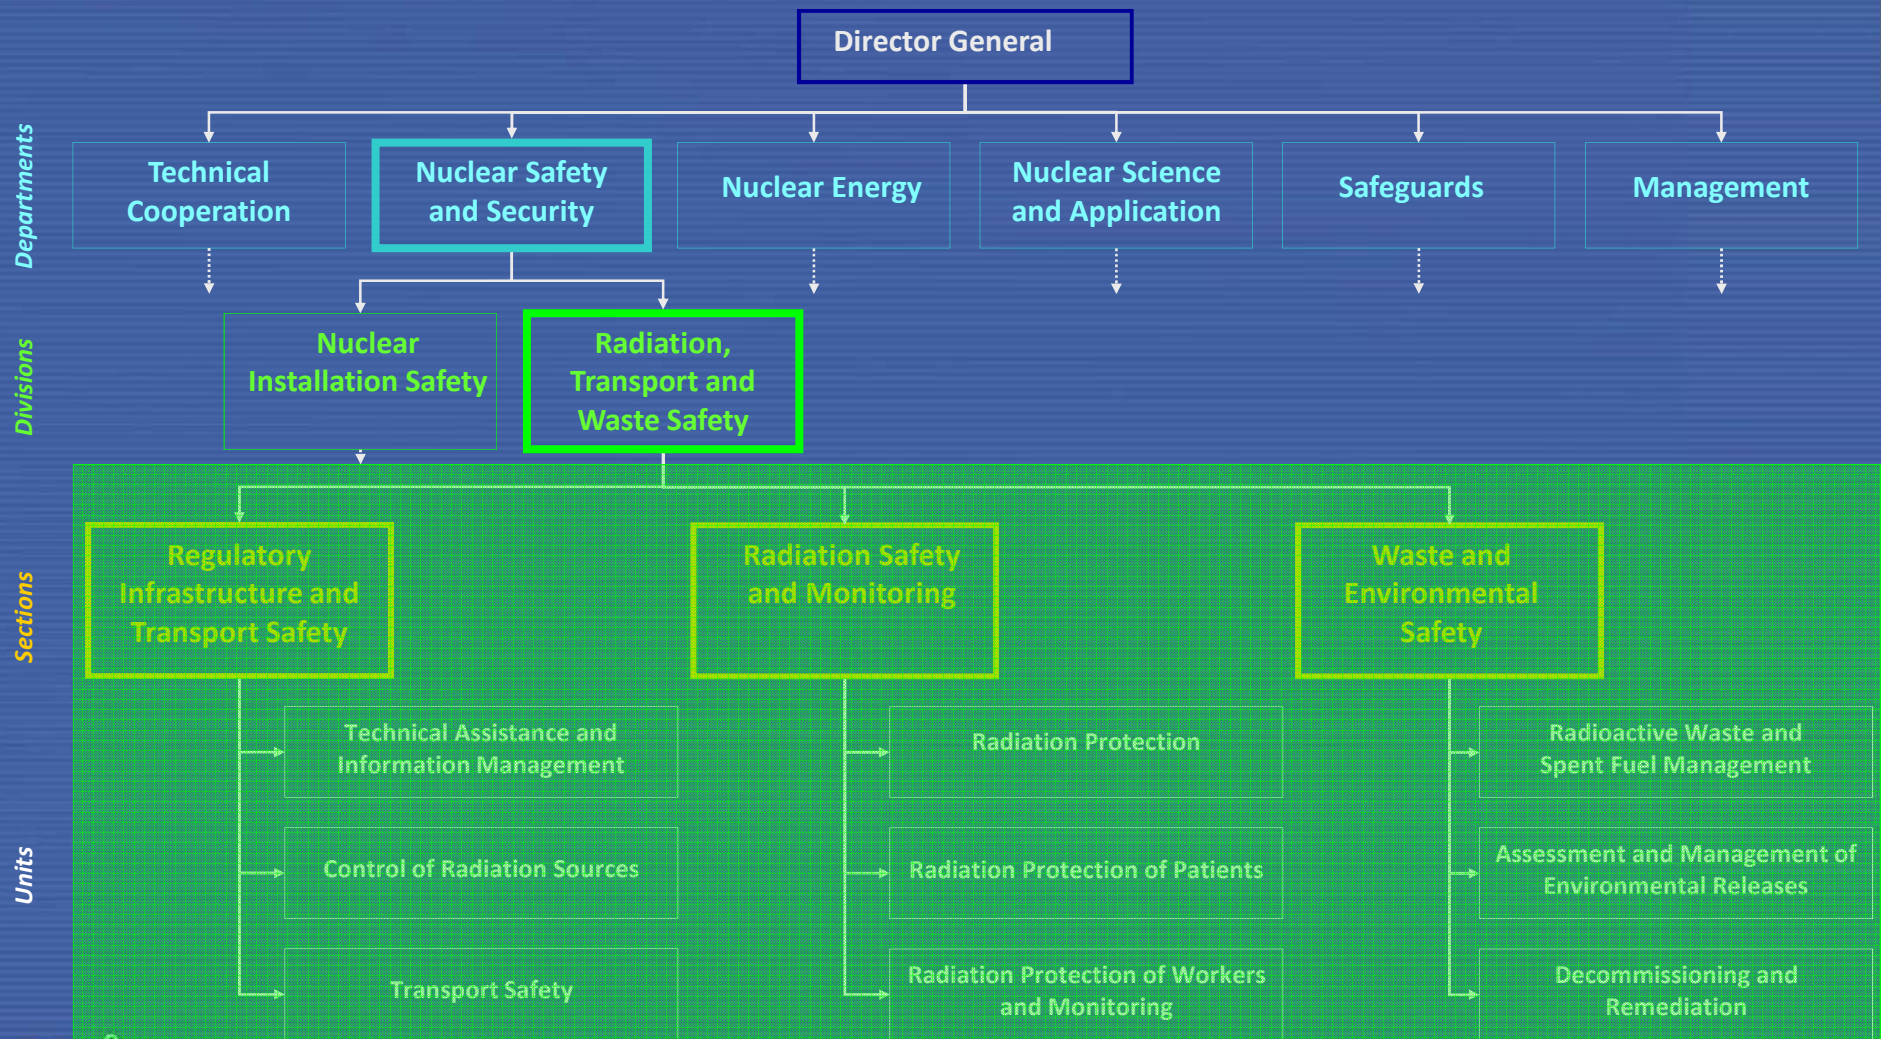 Director General
Departments
Technical
Cooperation
Nuclear Safety
and Security
Nuclear Energy
Nuclear Science
and Application
Safeguards
Management
Divisions
Nuclear
Installation Safety
Radiation,
Transport and
Waste Safety
Sections
Regulatory
Infrastructure and
Transport Safety
Radiation Safety
and Monitoring
Waste and
Environmental
Safety
Units
Technical Assistance and
Information Management
Radiation Protection
Radioactive Waste and
Spent Fuel Management
Control of Radiation Sources
Radiation Protection of Patients
Assessment and Management of
Environmental Releases
Transport Safety
Radiation Protection of Workers
and Monitoring
Decommissioning and
Remediation